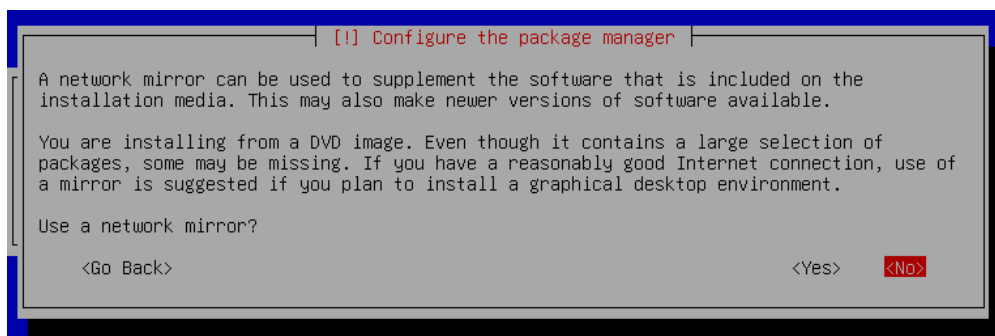 [!] Configure the package manager
A network mirror can be used to supplement the software that is included on the
installation media. This may also make newer versions of software available.
You are installing from a DVD image. Even though it contains a large selection of
packages, some may be missing. If you have a reasonably good Internet connection, use of
a mirror is suggested if you plan to install a graphical desktop environment.
Use a network mirror?
<Go Back> <Yes> <No>